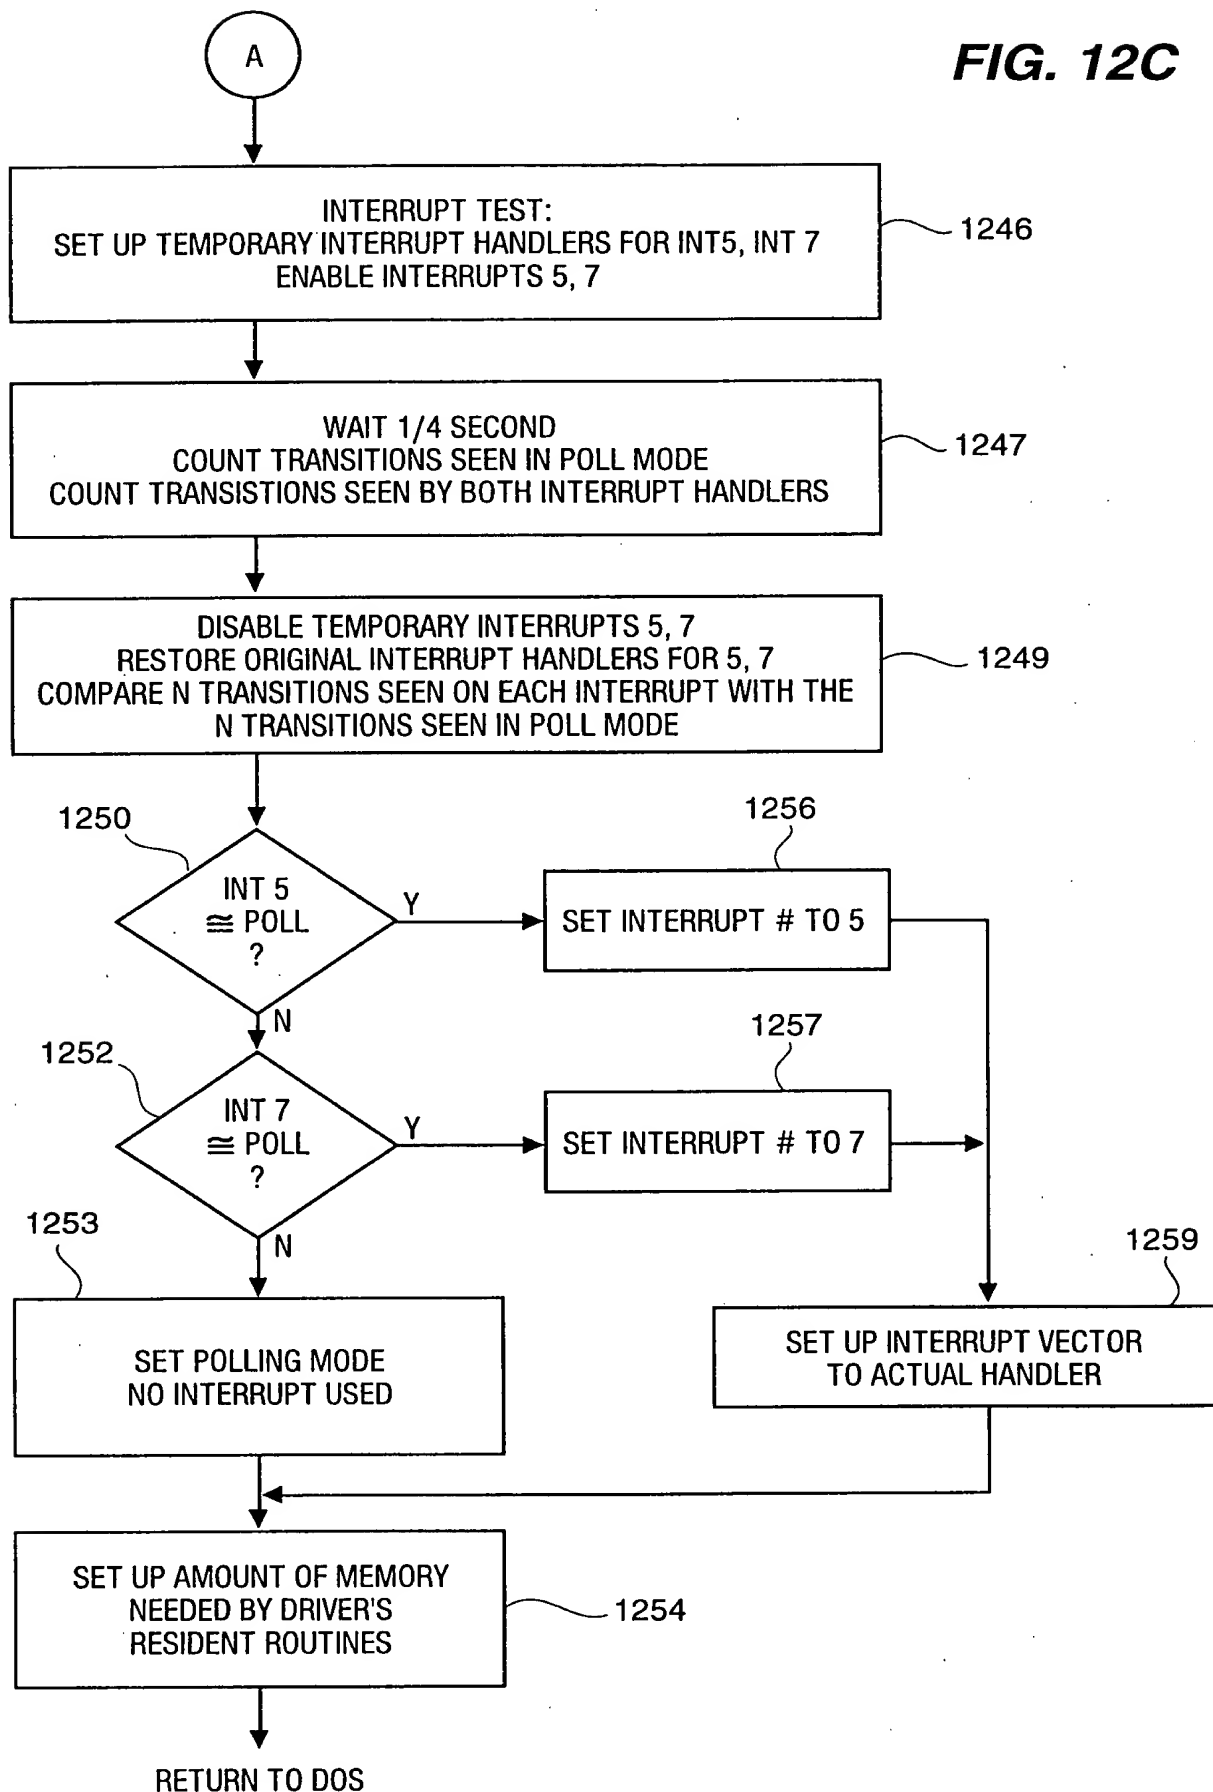 A
FIG. 12C
INTERRUPT TEST:
SET UP TEMPORARY INTERRUPT HANDLERS FOR INT5, INT 7
ENABLE INTERRUPTS 5, 7
1246
WAIT 1/4 SECOND
COUNT TRANSITIONS SEEN IN POLL MODE
COUNT TRANSISTIONS SEEN BY BOTH INTERRUPT HANDLERS
1247
DISABLE TEMPORARY INTERRUPTS 5, 7
RESTORE ORIGINAL INTERRUPT HANDLERS FOR 5, 7
COMPARE N TRANSITIONS SEEN ON EACH INTERRUPT WITH THE
N TRANSITIONS SEEN IN POLL MODE
1249
1250
INT 5
≅ POLL
?
Y
N
1256
SET INTERRUPT # TO 5
1252
INT 7
≅ POLL
?
Y
N
1257
SET INTERRUPT # TO 7
1253
SET POLLING MODE
NO INTERRUPT USED
1259
SET UP INTERRUPT VECTOR
TO ACTUAL HANDLER
SET UP AMOUNT OF MEMORY
NEEDED BY DRIVER'S
RESIDENT ROUTINES
1254
RETURN TO DOS